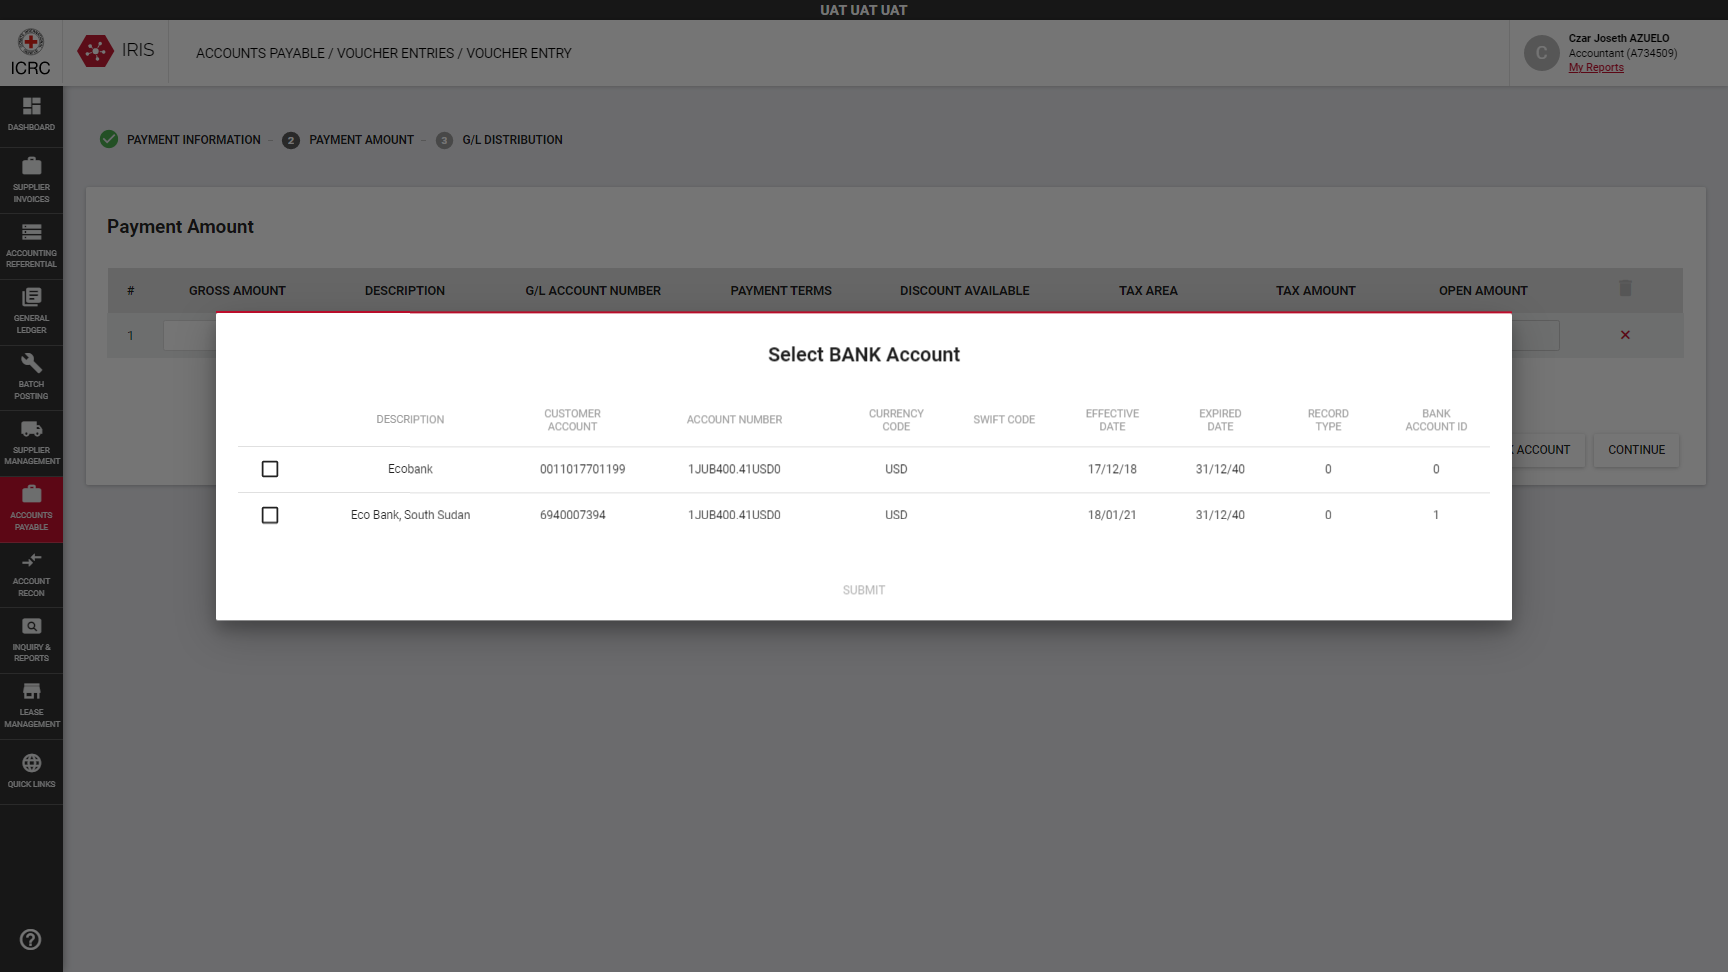 UAT UAT UAT
ICRC
IRIS
ACCOUNTS PAYABLE / VOUCHER ENTRIES / VOUCHER ENTRY
C
Czar Joseth AZUELO
Accountant (A734509)
My Reports
DASHBOARD
SUPPLIER
INVOICES
ACCOUNTING
REFERENTIAL
GENERAL
LEDGER
BATCH
POSTING
SUPPLIER
MANAGEMENT
ACCOUNTS
PAYABLE
ACCOUNT
RECON
INQUIRY &
REPORTS
LEASE
MANAGEMENT
QUICK LINKS
PAYMENT INFORMATION - 2 PAYMENT AMOUNT - 3 G/L DISTRIBUTION
Payment Amount
# GROSS AMOUNT DESCRIPTION G/L ACCOUNT NUMBER PAYMENT TERMS DISCOUNT AVAILABLE TAX AREA TAX AMOUNT OPEN AMOUNT
1
Select BANK Account
DESCRIPTION CUSTOMER ACCOUNT ACCOUNT NUMBER CURRENCY CODE SWIFT CODE EFFECTIVE DATE EXPIRED DATE RECORD TYPE BANK ACCOUNT ID
Ecobank 0011017701199 1JUB400.41USD0 USD 17/12/18 31/12/40 0 0
Eco Bank, South Sudan 6940007394 1JUB400.41USD0 USD 18/01/21 31/12/40 0 1
SUBMIT
ACCOUNT CONTINUE